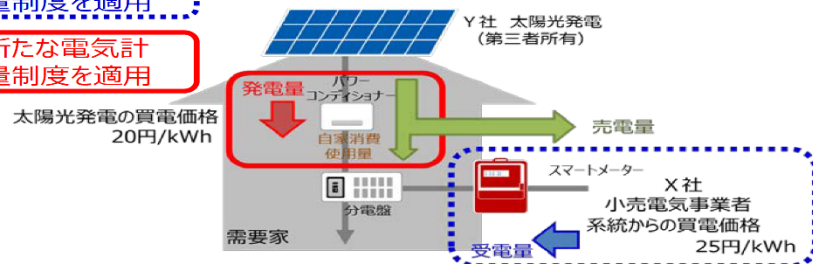 量制度を適用
新たな電気計
量制度を適用
Y社 太陽光発電
(第三者所有)
発電量
パワー
コンディショナー
太陽光発電の買電価格
20円/kWh
自家消費
使用量
売電量
スマートメーター
X社
小売電気事業者
系統からの買電価格
25円/kWh
分電盤
需要家
受電量